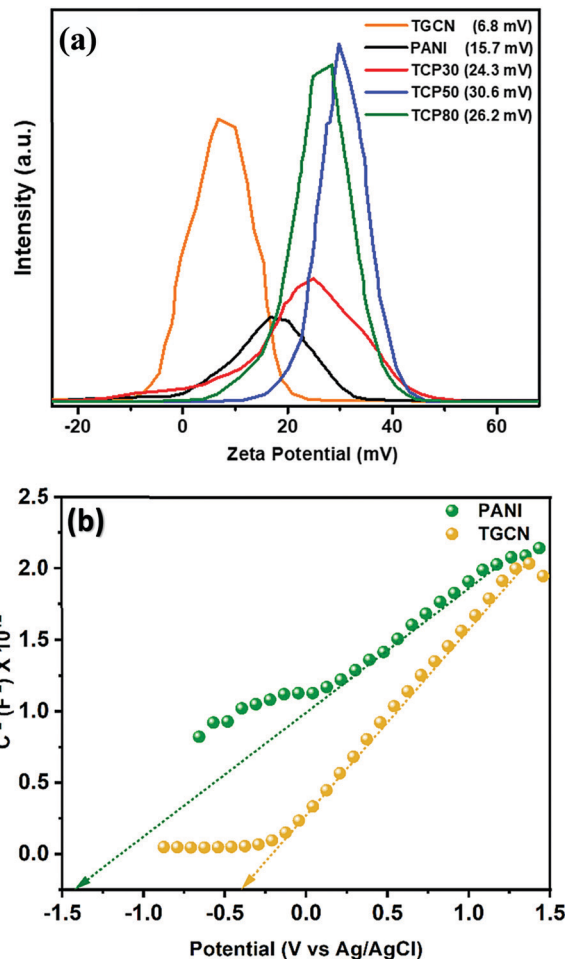 (a)
TGCN (6.8 mV)
PANI (15.7 mV)
TCP30 (24.3 mV)
TCP50 (30.6 mV)
TCP80 (26.2 mV)
Intensity (a.u.)
-20 0 20 40 60
Zeta Potential (mV)
(b)
PANI
TGCN
2.5
2.0
1.5
1.0
0.5
0.0
-1.5 -1.0 -0.5 0.0 0.5 1.0 1.5
Potential (V vs Ag/AgCl)